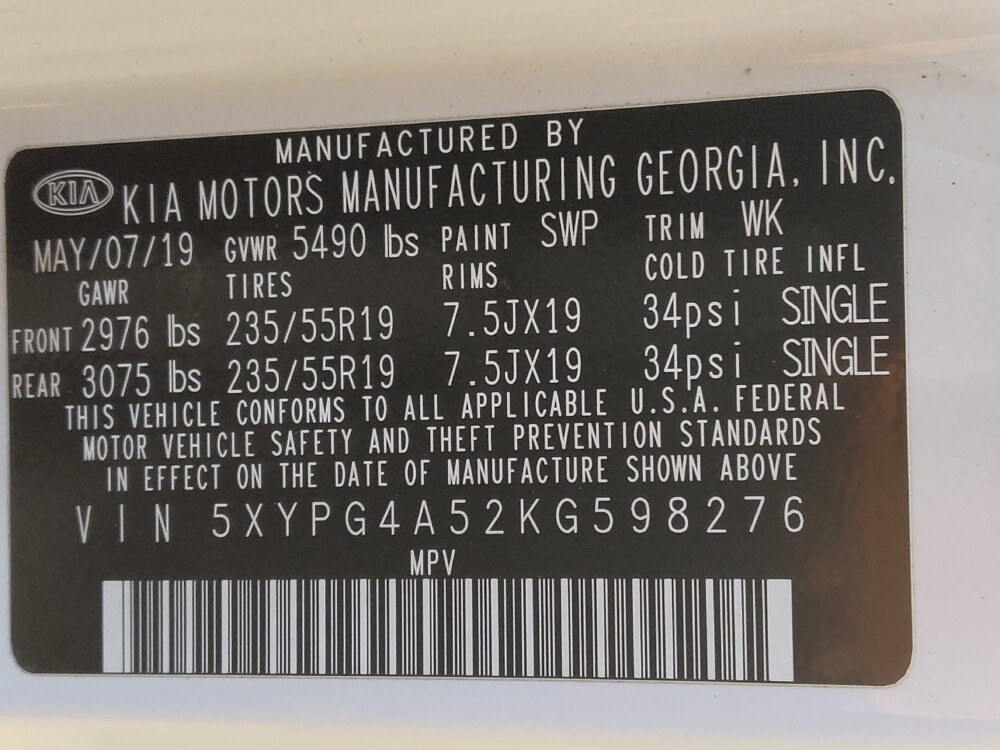 MANUFACTURED BY
KIA KIA MOTORS MANUFACTURING GEORGIA, INC.
MAY/07/19 GVWR 5490 lbs PAINT SWP TRIM WK
GAWR TIRES RIMS COLD TIRE INFL
FRONT 2976 lbs 235/55R19 7.5JX19 34psi SINGLE
REAR 3075 lbs 235/55R19 7.5JX19 34psi SINGLE
THIS VEHICLE CONFORMS TO ALL APPLICABLE U.S.A. FEDERAL
MOTOR VEHICLE SAFETY AND THEFT PREVENTION STANDARDS
IN EFFECT ON THE DATE OF MANUFACTURE SHOWN ABOVE
VIN 5XYPG4A52KG598276
MPV